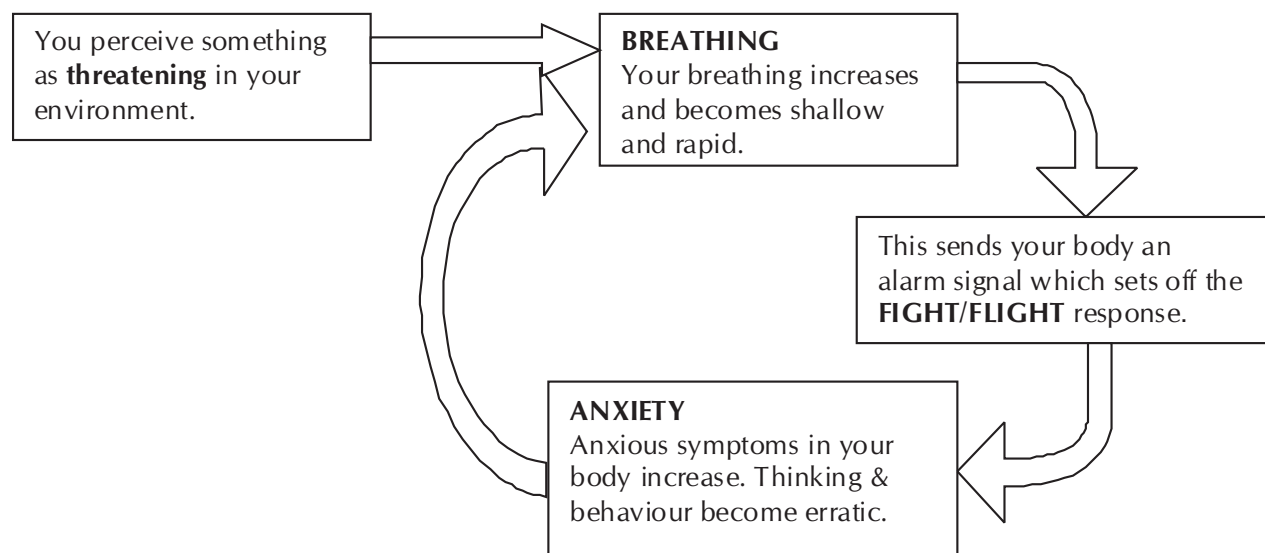 You perceive something
as threatening in your
environment.
BREATHING
Your breathing increases
and becomes shallow
and rapid.
This sends your body an
alarm signal which sets off the
FIGHT/FLIGHT response.
ANXIETY
Anxious symptoms in your
body increase. Thinking &
behaviour become erratic.